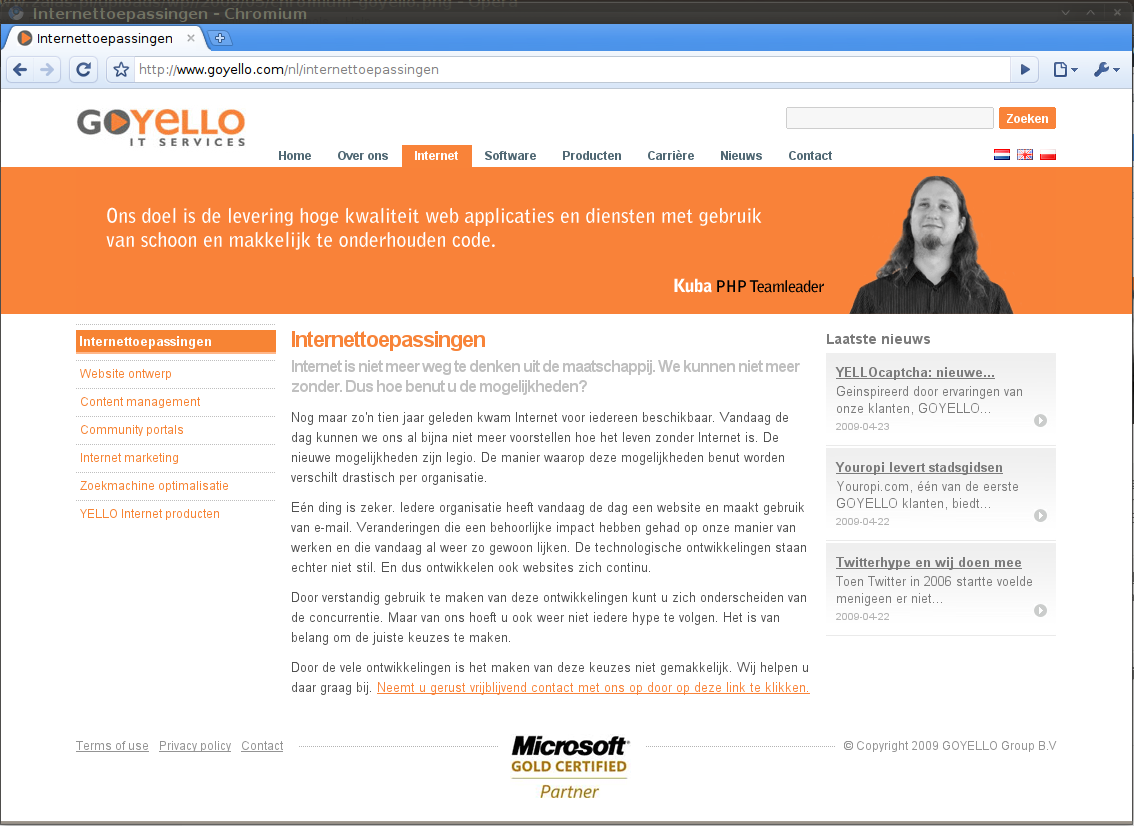 Internettoepassingen - Chromium
Internettoepassingen
http://www.goyello.com/nl/internettoepassingen
GOYELLO
IT SERVICES
Zoeken
Home Over ons Internet Software Producten Carrière Nieuws Contact
Ons doel is de levering hoge kwaliteit web applicaties en diensten met gebruik
van schoon en makkelijk te onderhouden code.
Kuba PHP Teamleader
Internettoepassingen
Website ontwerp
Content management
Community portals
Internet marketing
Zoekmachine optimalisatie
YELLO Internet producten
Internettoepassingen
Internet is niet meer weg te denken uit de maatschappij. We kunnen niet meer
zonder. Dus hoe benut u de mogelijkheden?
Nog maar zo'n tien jaar geleden kwam Internet voor iedereen beschikbaar. Vandaag de
dag kunnen we ons al bijna niet meer voorstellen hoe het leven zonder Internet is. De
nieuwe mogelijkheden zijn legio. De manier waarop deze mogelijkheden benut worden
verschilt drastisch per organisatie.
Eén ding is zeker. Iedere organisatie heeft vandaag de dag een website en maakt gebruik
van e-mail. Veranderingen die een behoorlijke impact hebben gehad op onze manier van
werken en die vandaag al weer zo gewoon lijken. De technologische ontwikkelingen staan
echter niet stil. En dus ontwikkelen ook websites zich continu.
Door verstandig gebruik te maken van deze ontwikkelingen kunt u zich onderscheiden van
de concurrentie. Maar van ons hoeft u ook weer niet iedere hype te volgen. Het is van
belang om de juiste keuzes te maken.
Door de vele ontwikkelingen is het maken van deze keuzes niet gemakkelijk. Wij helpen u
daar graag bij. Neemt u gerust vrijblijvend contact met ons op door op deze link te klikken.
Laatste nieuws
YELLOcaptcha: nieuwe...
Geinspireerd door ervaringen van
onze klanten, GOYELLO...
2009-04-23
Youropi levert stadsgidsen
Youropi.com, één van de eerste
GOYELLO klanten, biedt...
2009-04-22
Twitterhype en wij doen mee
Toen Twitter in 2006 startte voelde
menigeen er niet...
2009-04-22
Terms of use Privacy policy Contact
Microsoft
GOLD CERTIFIED
Partner
© Copyright 2009 GOYELLO Group B.V